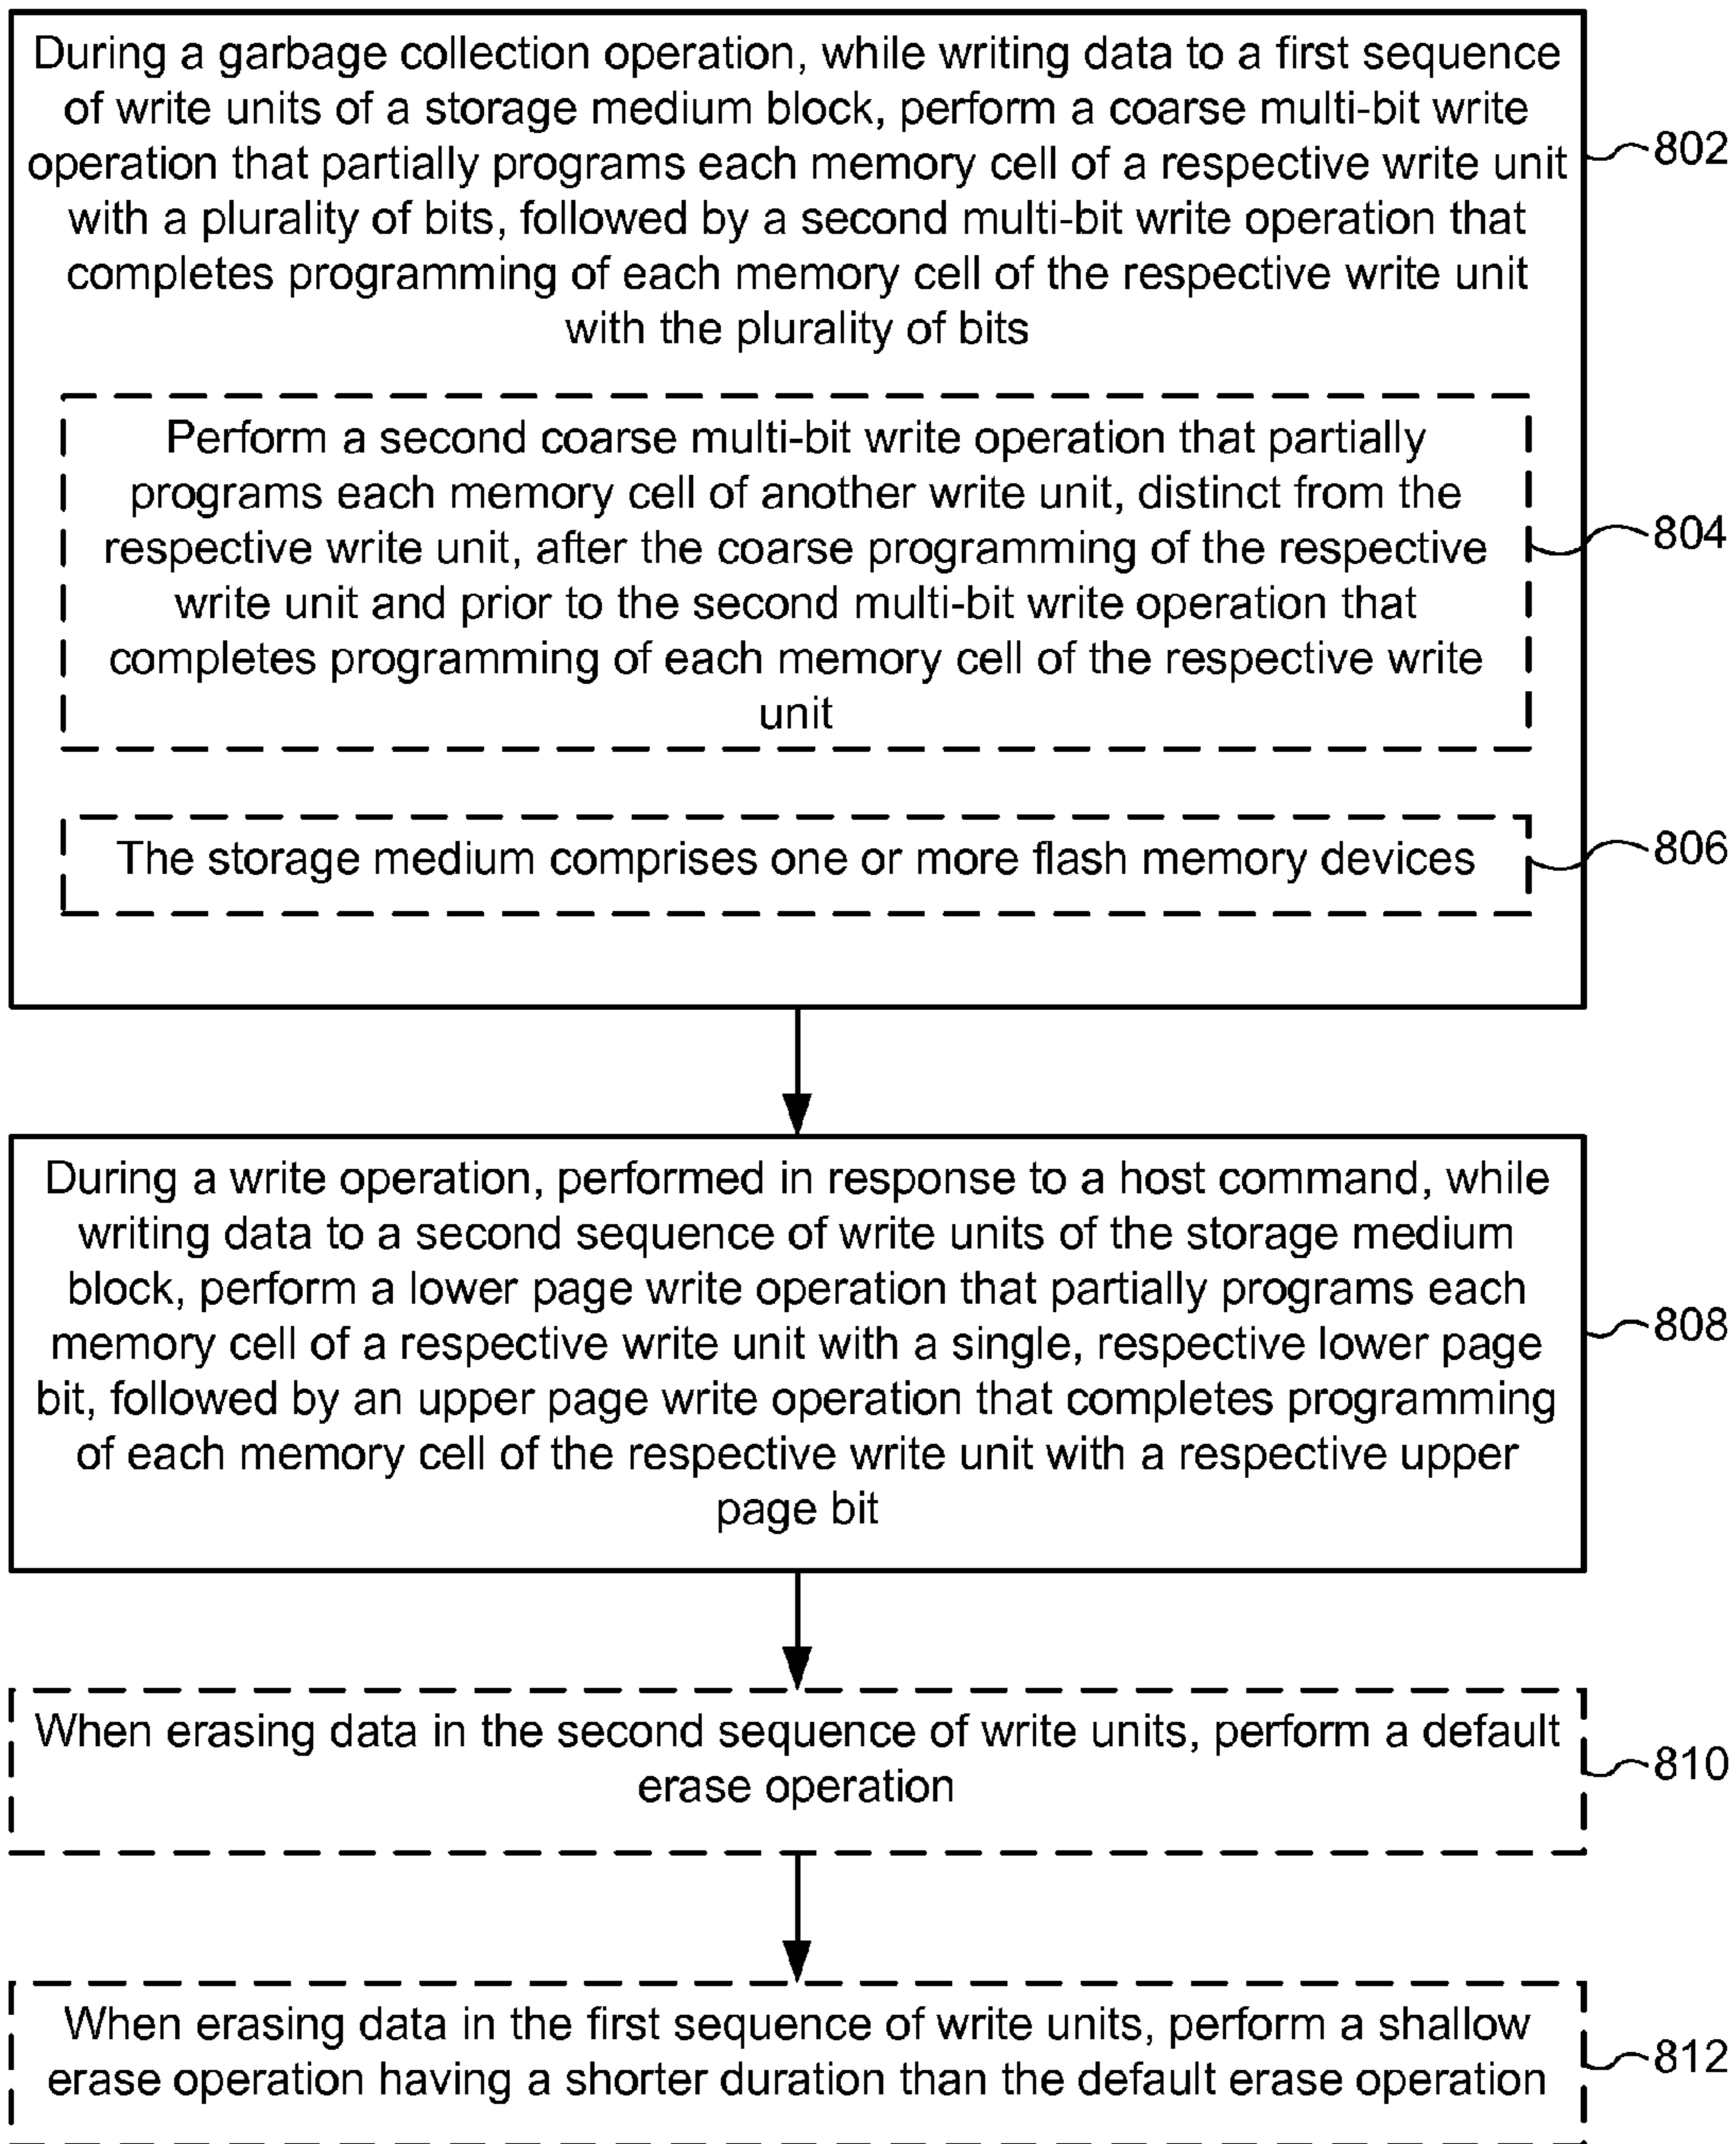 During a garbage collection operation, while writing data to a first sequence
of write units of a storage medium block, perform a coarse multi-bit write
operation that partially programs each memory cell of a respective write unit
with a plurality of bits, followed by a second multi-bit write operation that
completes programming of each memory cell of the respective write unit
with the plurality of bits
802
Perform a second coarse multi-bit write operation that partially
programs each memory cell of another write unit, distinct from the
respective write unit, after the coarse programming of the respective
write unit and prior to the second multi-bit write operation that
completes programming of each memory cell of the respective write
unit
804
The storage medium comprises one or more flash memory devices
806
During a write operation, performed in response to a host command, while
writing data to a second sequence of write units of the storage medium
block, perform a lower page write operation that partially programs each
memory cell of a respective write unit with a single, respective lower page
bit, followed by an upper page write operation that completes programming
of each memory cell of the respective write unit with a respective upper
page bit
808
When erasing data in the second sequence of write units, perform a default
erase operation
810
When erasing data in the first sequence of write units, perform a shallow
erase operation having a shorter duration than the default erase operation
812